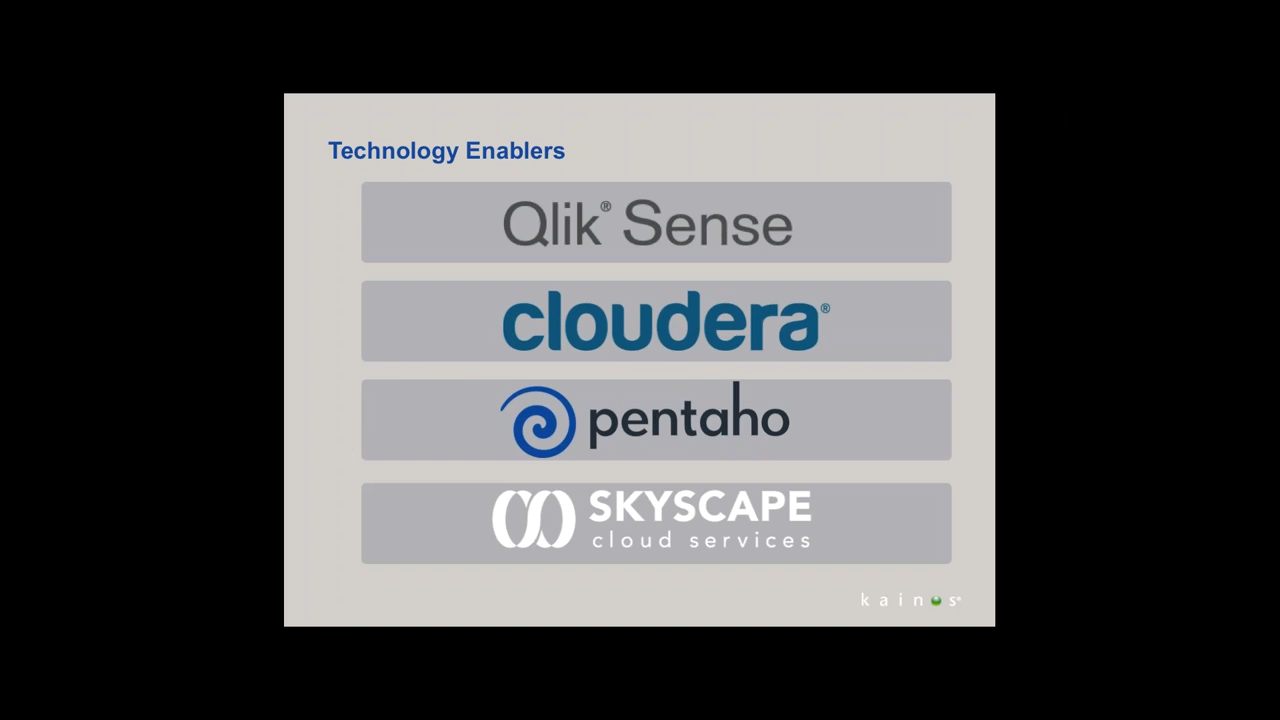 Technology Enablers
Qlik® Sense
cloudera®
pentaho
SKYSCAPE
cloud services
kainos®